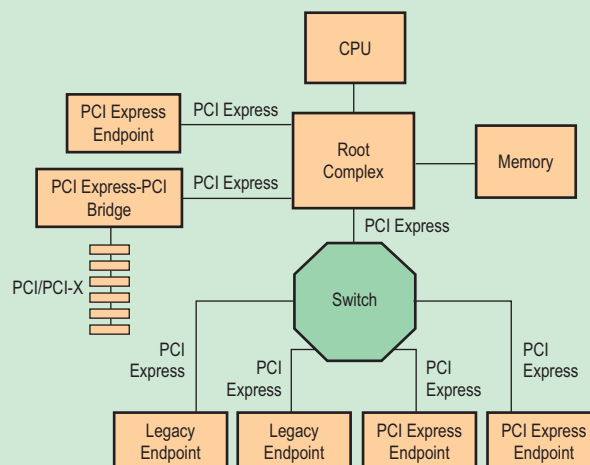 CPU
PCI Express
Endpoint
PCI Express
Root
Complex
Memory
PCI Express-PCI
Bridge
PCI Express
PCI Express
PCI/PCI-X
Switch
PCI
Express
PCI
Express
PCI
Express
PCI
Express
Legacy
Endpoint
Legacy
Endpoint
PCI Express
Endpoint
PCI Express
Endpoint